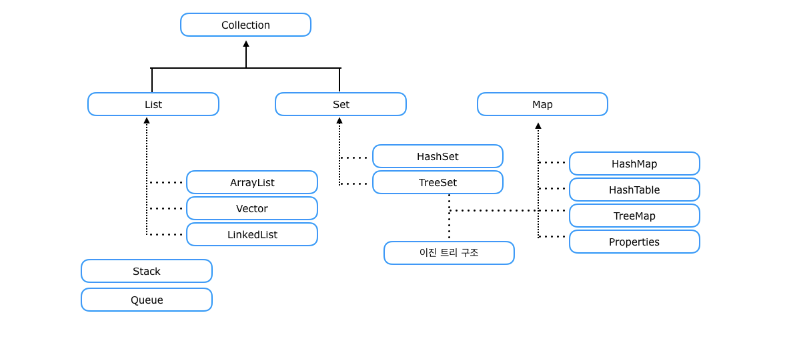 Collection
List
Set
Map
HashSet
TreeSet
HashMap
HashTable
TreeMap
Properties
ArrayList
Vector
LinkedList
이진 트리 구조
Stack
Queue